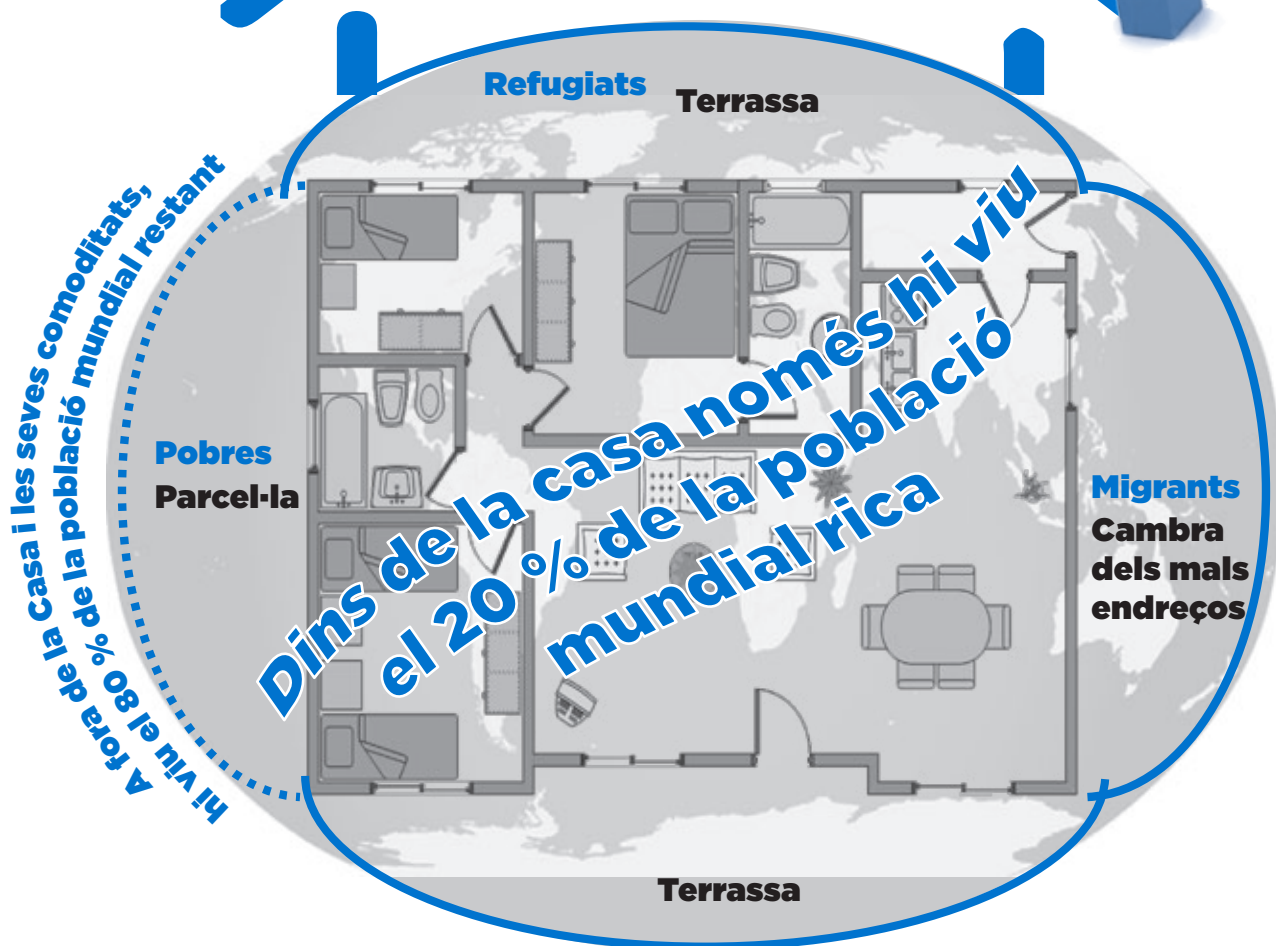 Refugiats
Terrassa
A fora de la Casa i les seves comoditats,
hi viu el 80 % de la població mundial restant
Dins de la casa només hi viu
el 20 % de la població
mundial rica
Pobres
Parcel·la
Migrants
Cambra
dels mals
endreços
Terrassa